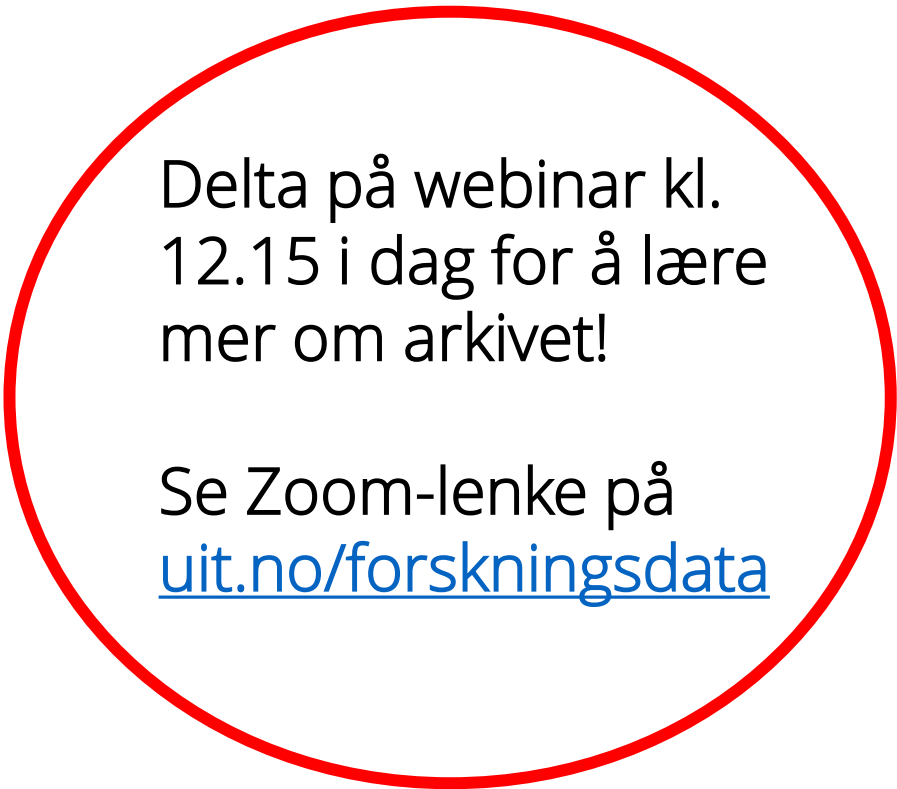 Delta på webinar kl.
12.15 i dag for å lære
mer om arkivet!
Se Zoom-lenke på
uit.no/forskningsdata